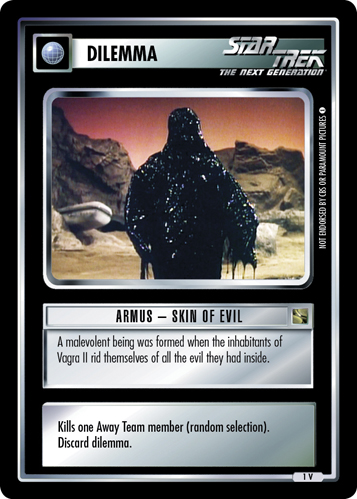 DILEMMA
STAR TREK
THE NEXT GENERATION
NOT ENDORSED BY CBS OR PARAMOUNT PICTURES
ARMUS – SKIN OF EVIL
A malevolent being was formed when the inhabitants of
Vagra II rid themselves of all the evil they had inside.
Kills one Away Team member (random selection).
Discard dilemma.
1 V